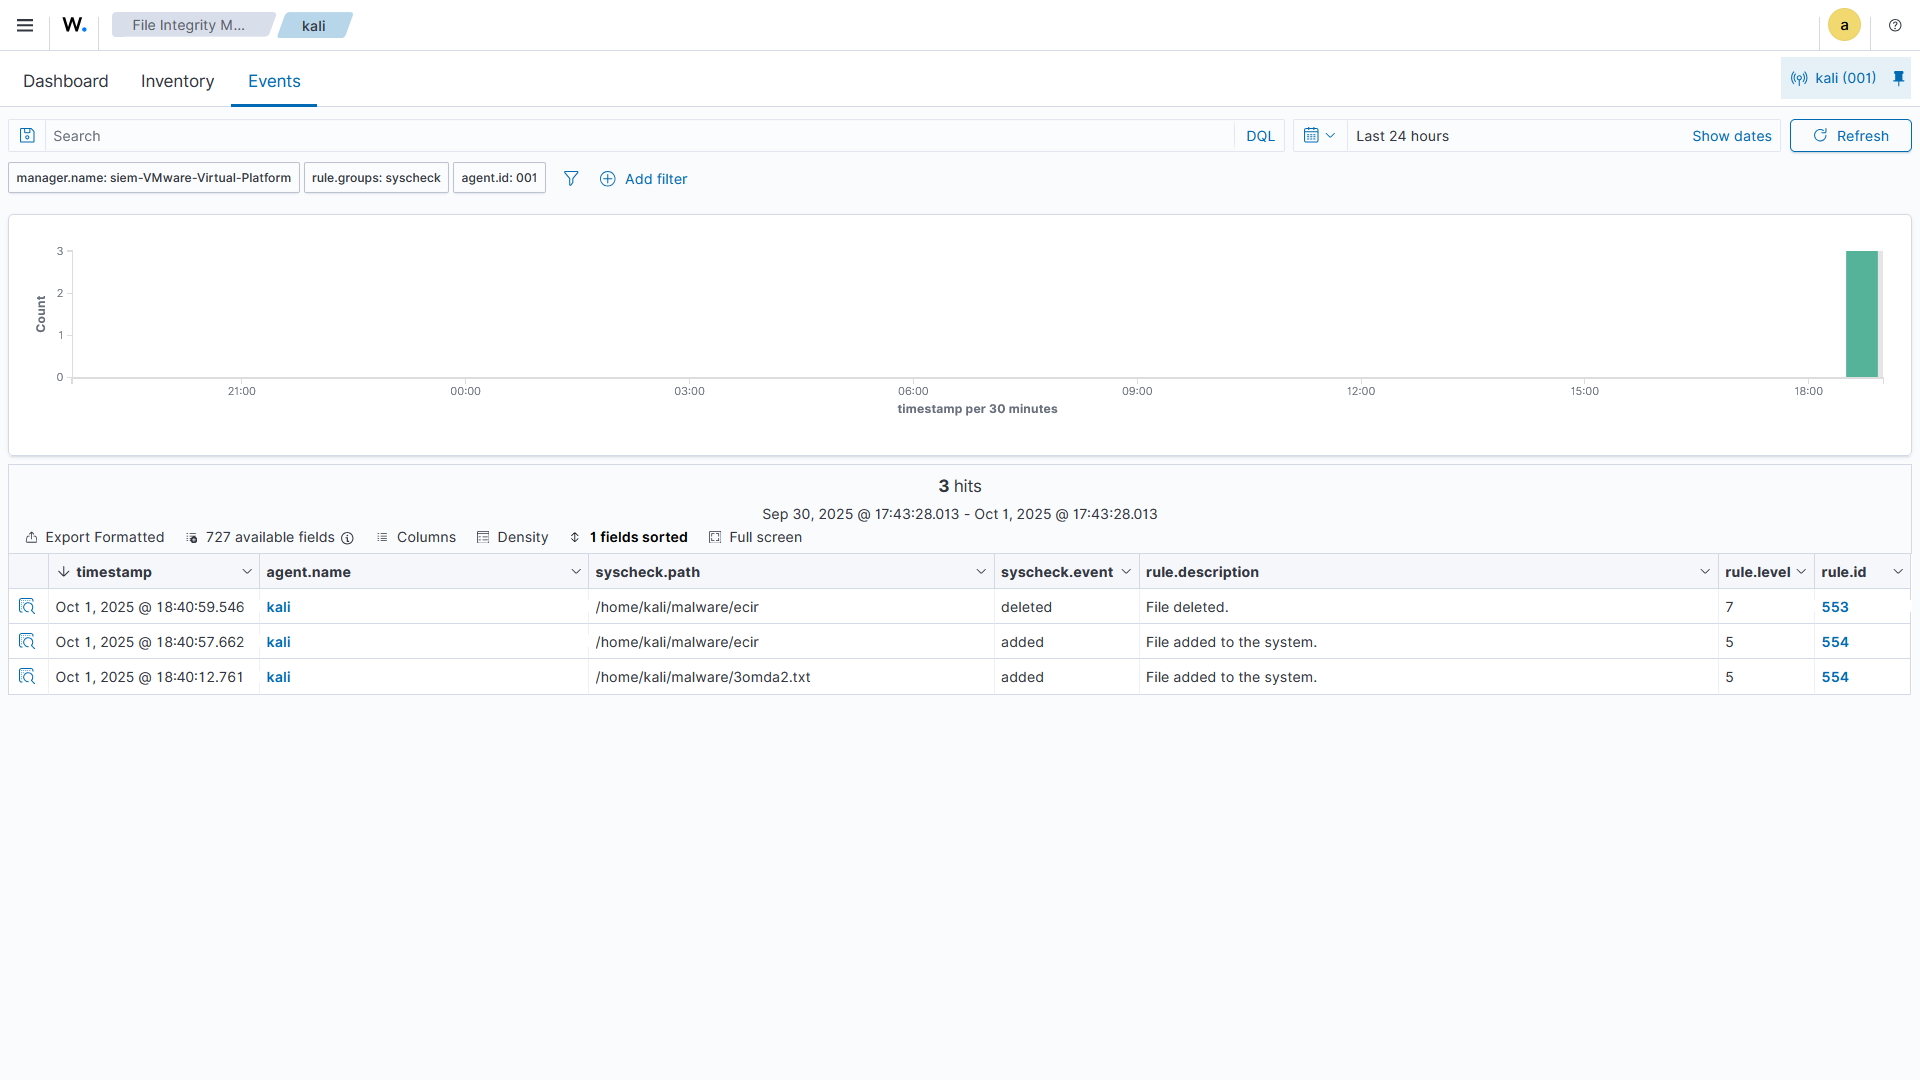 W.
File Integrity M...
kali
a
Dashboard
Inventory
Events
kali (001)
Search
DQL
Last 24 hours
Show dates
Refresh
manager.name: siem-VMware-Virtual-Platform
rule.groups: syscheck
agent.id: 001
Add filter
3
2
1
0
Count
21:00 00:00 03:00 06:00 09:00 12:00 15:00 18:00
timestamp per 30 minutes
3 hits
Sep 30, 2025 @ 17:43:28.013 - Oct 1, 2025 @ 17:43:28.013
Export Formatted 727 available fields Columns Density 1 fields sorted Full screen
timestamp agent.name syscheck.path syscheck.event rule.description rule.level rule.id
Oct 1, 2025 @ 18:40:59.546 kali /home/kali/malware/ecir deleted File deleted. 7 553
Oct 1, 2025 @ 18:40:57.662 kali /home/kali/malware/ecir added File added to the system. 5 554
Oct 1, 2025 @ 18:40:12.761 kali /home/kali/malware/3omda2.txt added File added to the system. 5 554